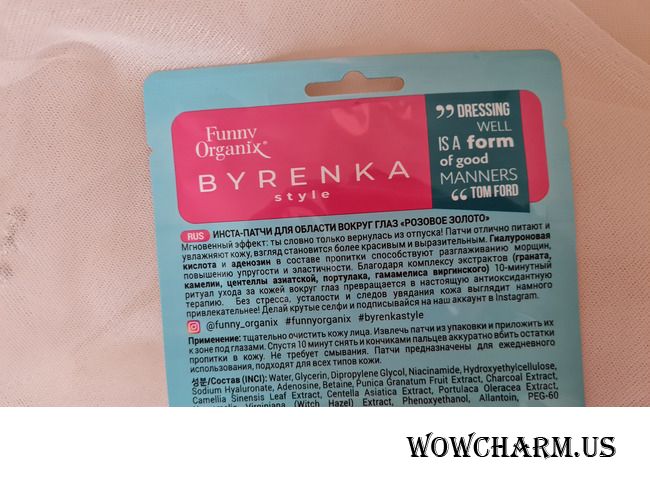 Funny
Organix®
BYRENKA
style
” DRESSING
WELL
IS A form
of good
MANNERS
“ TOM FORD
RUS ИНСТА-ПАТЧИ ДЛЯ ОБЛАСТИ ВОКРУГ ГЛАЗ «РОЗОВОЕ ЗОЛОТО»
Мгновенный эффект: ты словно только вернулась из отпуска! Патчи отлично питают и
увлажняют кожу, взгляд становится более красивым и выразительным. Гиалуроновая
кислота и аденозин в составе пропитки способствуют разглаживанию морщин,
повышению упругости и эластичности. Благодаря комплексу экстрактов (граната,
камелии, центеллы азиатской, портулака, гамамелиса виргинского) 10-минутный
ритуал ухода за кожей вокруг глаз превращается в настоящую антиоксидантную
терапию. Без стресса, усталости и следов увядания кожа выглядит намного
привлекательнее! Делай крутые селфи и подписывайся на наш аккаунт в Instagram.
@funny_organix #funnyorganix #byrenkastyle
Применение: тщательно очистить кожу лица. Извлечь патчи из упаковки и приложить их
к зоне под глазами. Спустя 10 минут снять и кончиками пальцев аккуратно вбить остатки
пропитки в кожу. Не требует смывания. Патчи предназначены для ежедневного
использования, подходят для всех типов кожи.
성분/Состав (INCI): Water, Glycerin, Dipropylene Glycol, Niacinamide, Hydroxyethylcellulose,
Sodium Hyaluronate, Adenosine, Betaine, Punica Granatum Fruit Extract, Charcoal Extract,
Camellia Sinensis Leaf Extract, Centella Asiatica Extract, Portulaca Oleracea Extract,
Virginiana (Witch Hazel) Extract, Phenoxyethanol, Allantoin, PEG-60
WOWCHARM.US